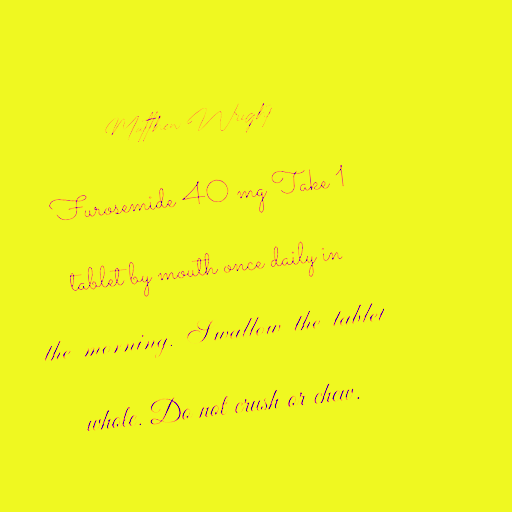 Matthew Wright
Furosemide 40 mg Take 1
tablet by mouth once daily in
the morning. Swallow the tablet
whole. Do not crush or chew.